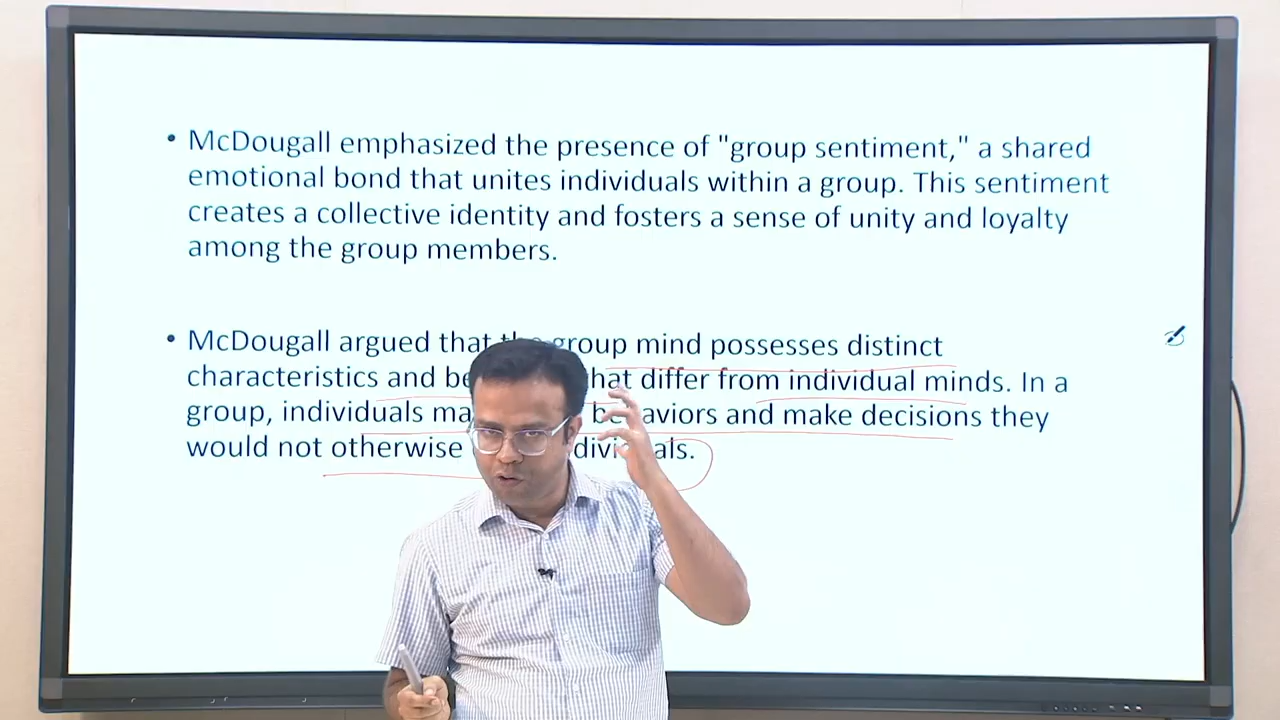 • McDougall emphasized the presence of "group sentiment," a shared
emotional bond that unites individuals within a group. This sentiment
creates a collective identity and fosters a sense of unity and loyalty
among the group members.
• McDougall argued that the group mind possesses distinct
characteristics and that differ from individual minds. In a
group, individuals behaviors and make decisions they
would not otherwise